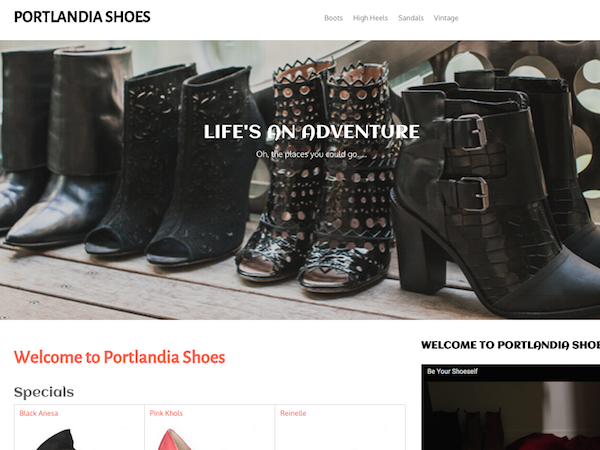 PORTLANDIA SHOES
Boots High Heels Sandals Vintage
LIFE'S AN ADVENTURE
Oh, the places you could go.....
Welcome to Portlandia Shoes
Specials
Black Anesa Pink Khols Reinelle
WELCOME TO PORTLANDIA SHOE
Be Your Shoeself